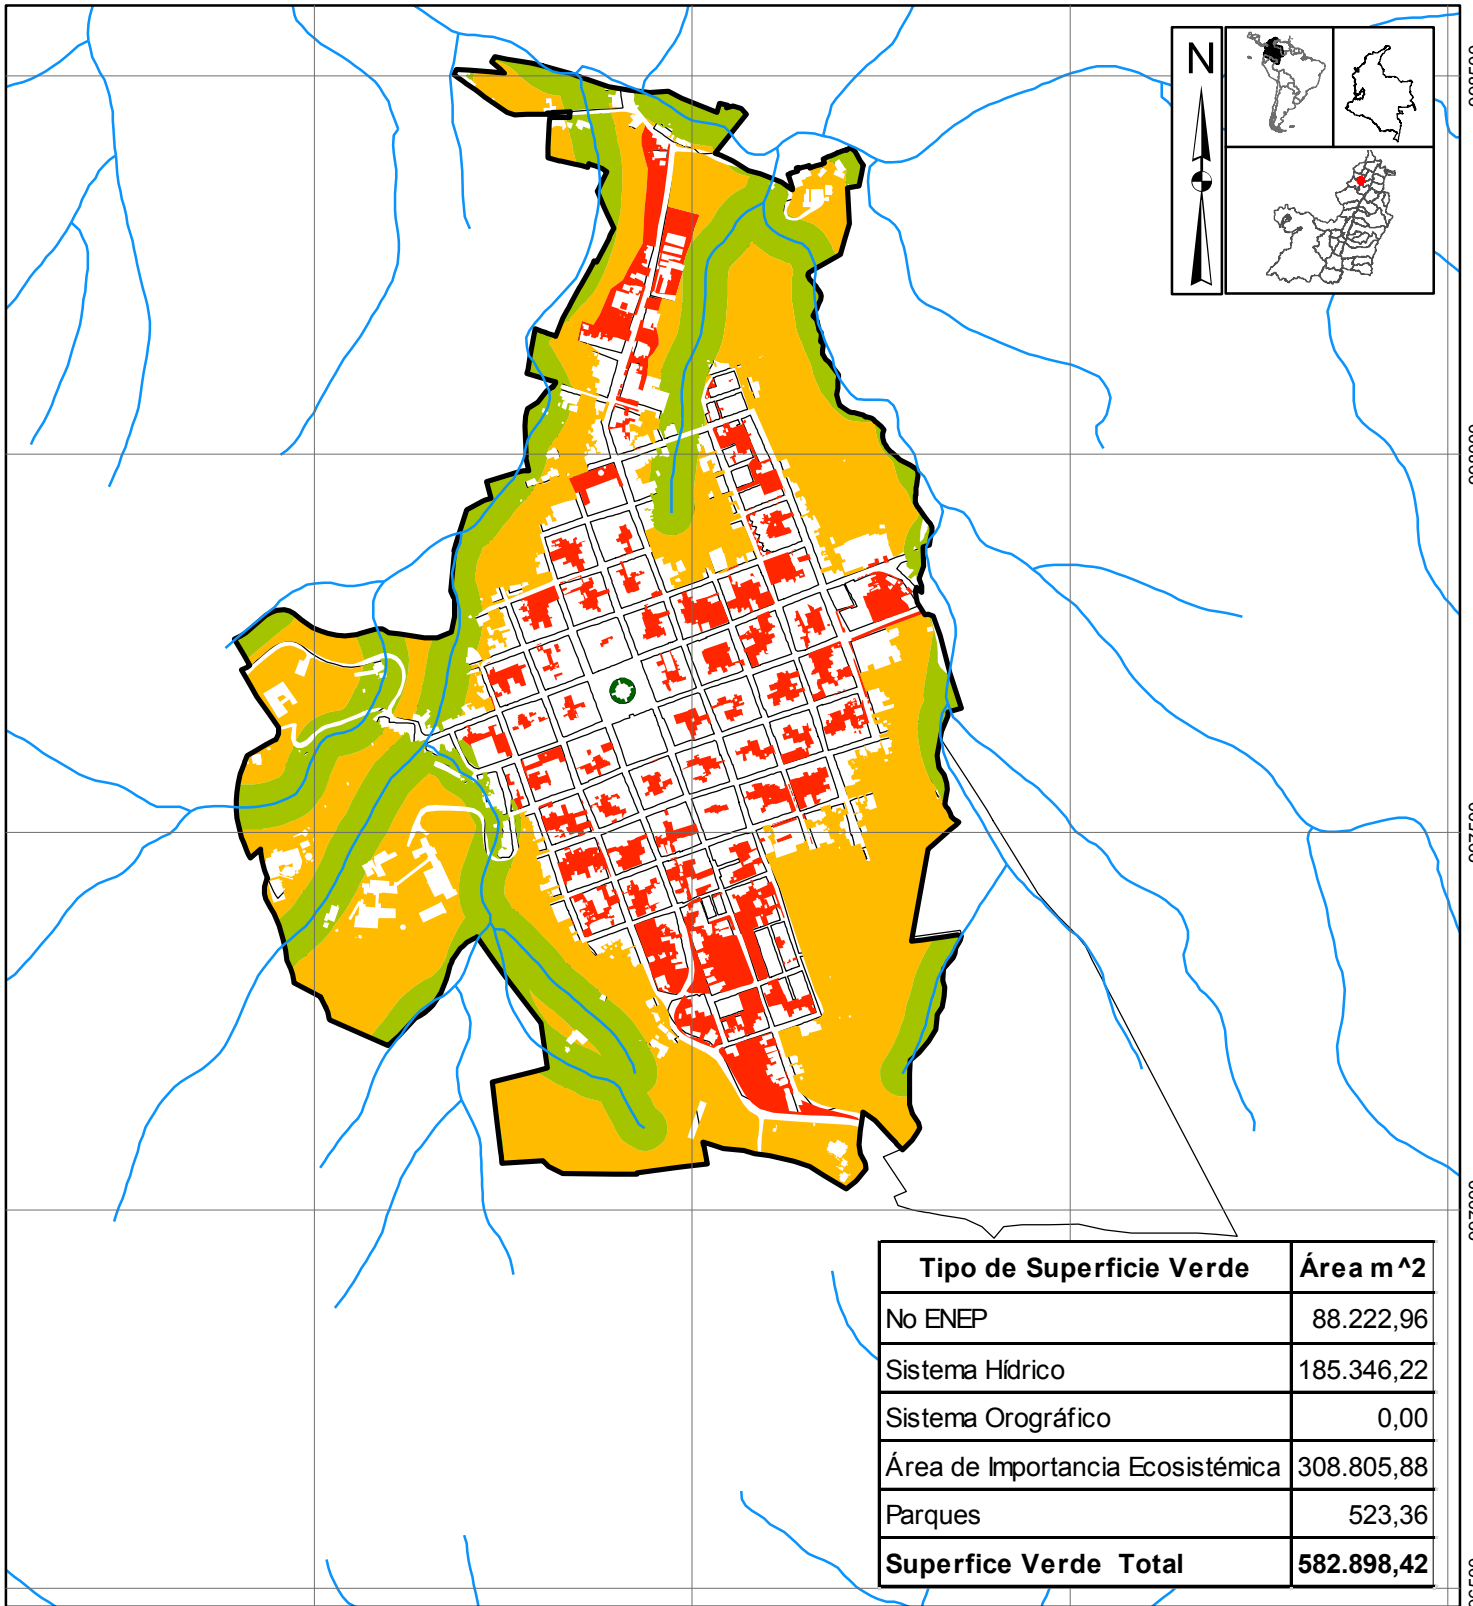 N
Tipo de Superficie Verde Área m^2
No ENEP 88.222,96
Sistema Hídrico 185.346,22
Sistema Orográfico 0,00
Área de Importancia Ecosistémica 308.805,88
Parques 523,36
Superfice Verde Total 582.898,42